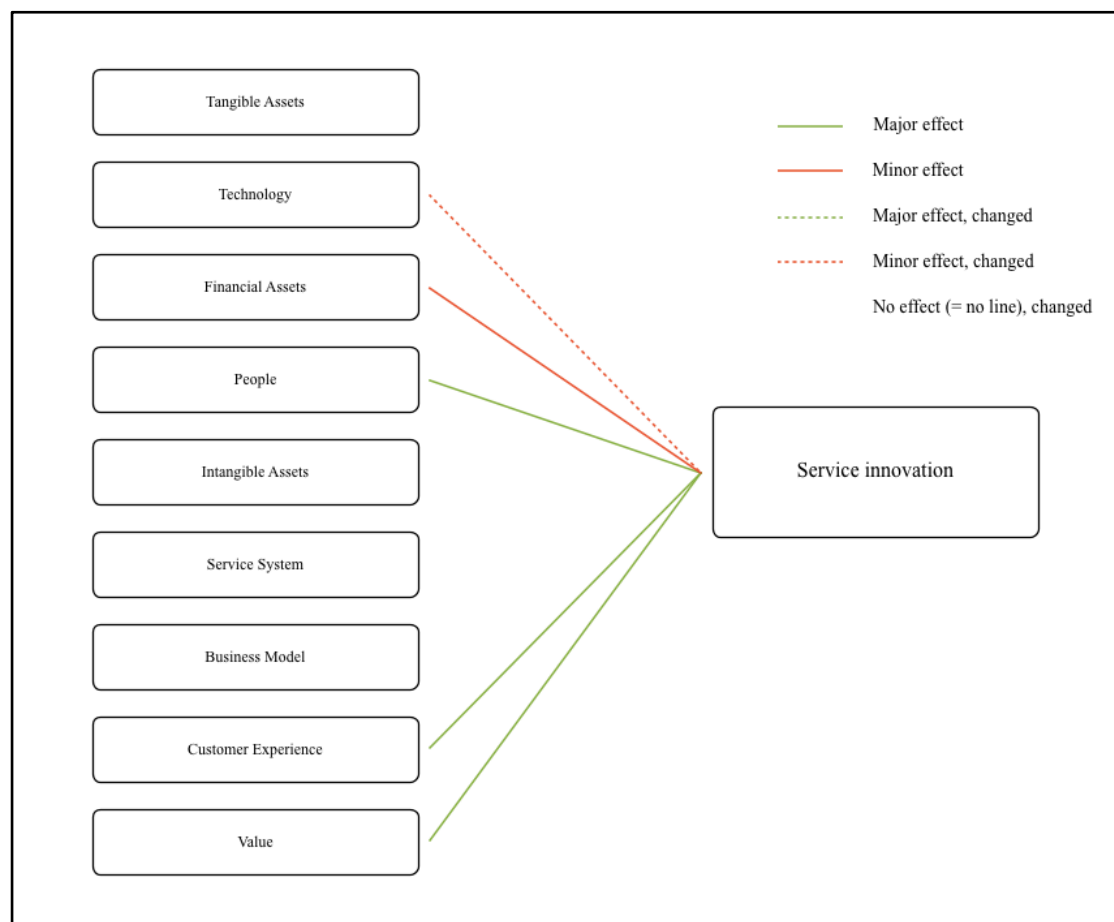 Tangible Assets
Technology
Financial Assets
People
Intangible Assets
Service System
Business Model
Customer Experience
Value
Major effect
Minor effect
Major effect, changed
Minor effect, changed
No effect (= no line), changed
Service innovation